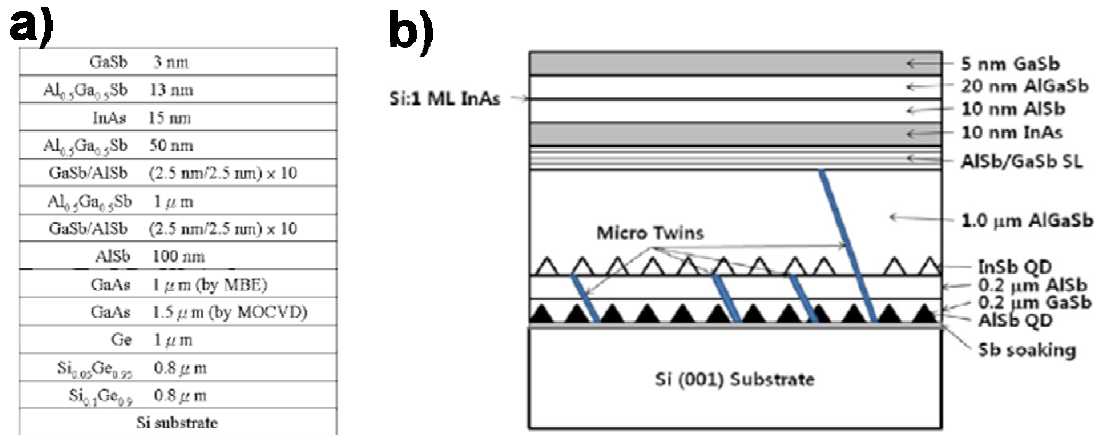 a)
GaSb 3 nm
Al0.5Ga0.5Sb 13 nm
InAs 15 nm
Al0.5Ga0.5Sb 50 nm
GaSb/AlSb (2.5 nm/2.5 nm) x 10
Al0.5Ga0.5Sb 1 μm
GaSb/AlSb (2.5 nm/2.5 nm) x 10
AlSb 100 nm
GaAs 1 μm (by MBE)
GaAs 1.5 μm (by MOCVD)
Ge 1 μm
Si0.05Ge0.95 0.8 μm
Si0.1Ge0.9 0.8 μm
Si substrate
b)
5 nm GaSb
20 nm AlGaSb
Si:1 ML InAs
10 nm AlSb
10 nm InAs
AlSb/GaSb SL
1.0 μm AlGaSb
Micro Twins
InSb QD
0.2 μm AlSb
0.2 μm GaSb
AlSb QD
Sb soaking
Si (001) Substrate